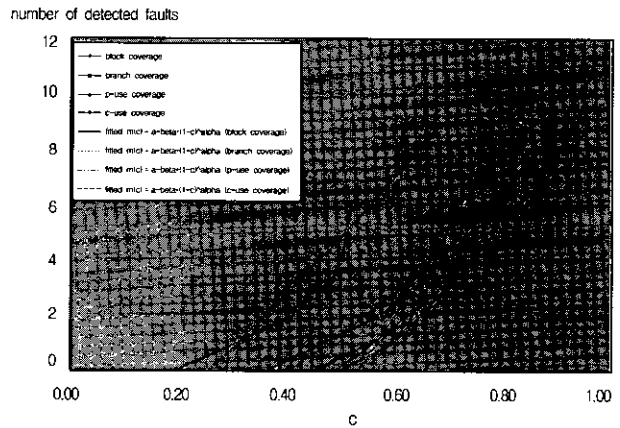 number of detected faults
12
10
6
4
2
0
block coverage
branch coverage
p-use coverage
c-use coverage
fitted m(c) = a-beta*(1-c)^alpha (block coverage)
fitted m(c) = a-beta*(1-c)^alpha (branch coverage)
fitted m(c) = a-beta*(1-c)^alpha (p-use coverage)
fitted m(c) = a-beta*(1-c)^alpha (c-use coverage)
0.00 0.20 0.40 0.60 0.80 1.00
c